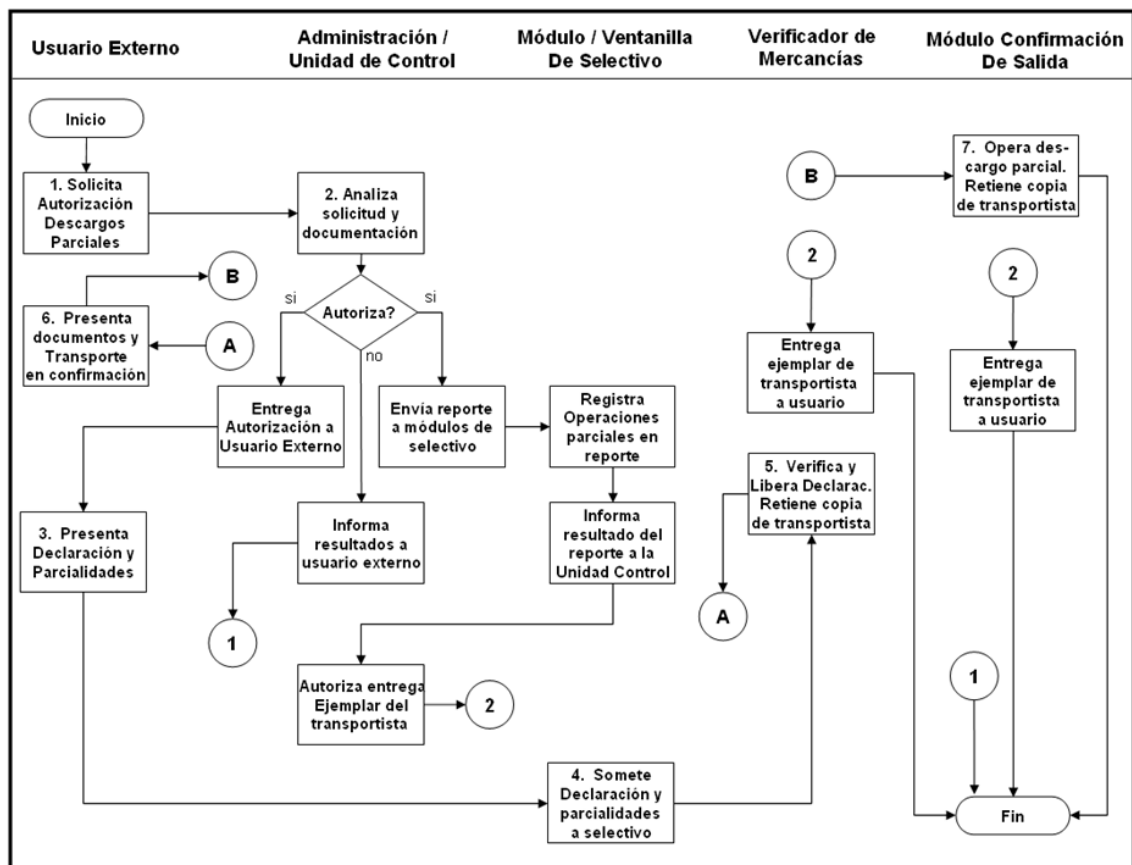 Usuario Externo
Administración /
Unidad de Control
Módulo / Ventanilla
De Selectivo
Verificador de
Mercancías
Módulo Confirmación
De Salida
Inicio
1. Solicita
Autorización
Descargos
Parciales
2. Analiza
solicitud y
documentación
B
7. Opera des-
cargo parcial.
Retiene copia
de transportista
B
2
2
6. Presenta
documentos y
Transporte
en confirmación
A
si
Autoriza?
si
no
Entrega
Autorización a
Usuario Externo
Envía reporte
a módulos de
selectivo
Registra
Operaciones
parciales en
reporte
Entrega
ejemplar de
transportista
a usuario
Entrega
ejemplar de
transportista
a usuario
5. Verifica y
Libera Declarac.
Retiene copia
de transportista
3. Presenta
Declaración y
Parcialidades
Informa
resultados a
usuario externo
Informa
resultado del
reporte a la
Unidad Control
A
1
Autoriza entrega
Ejemplar del
transportista
2
1
4. Somete
Declaración y
parcialidades
a selectivo
Fin